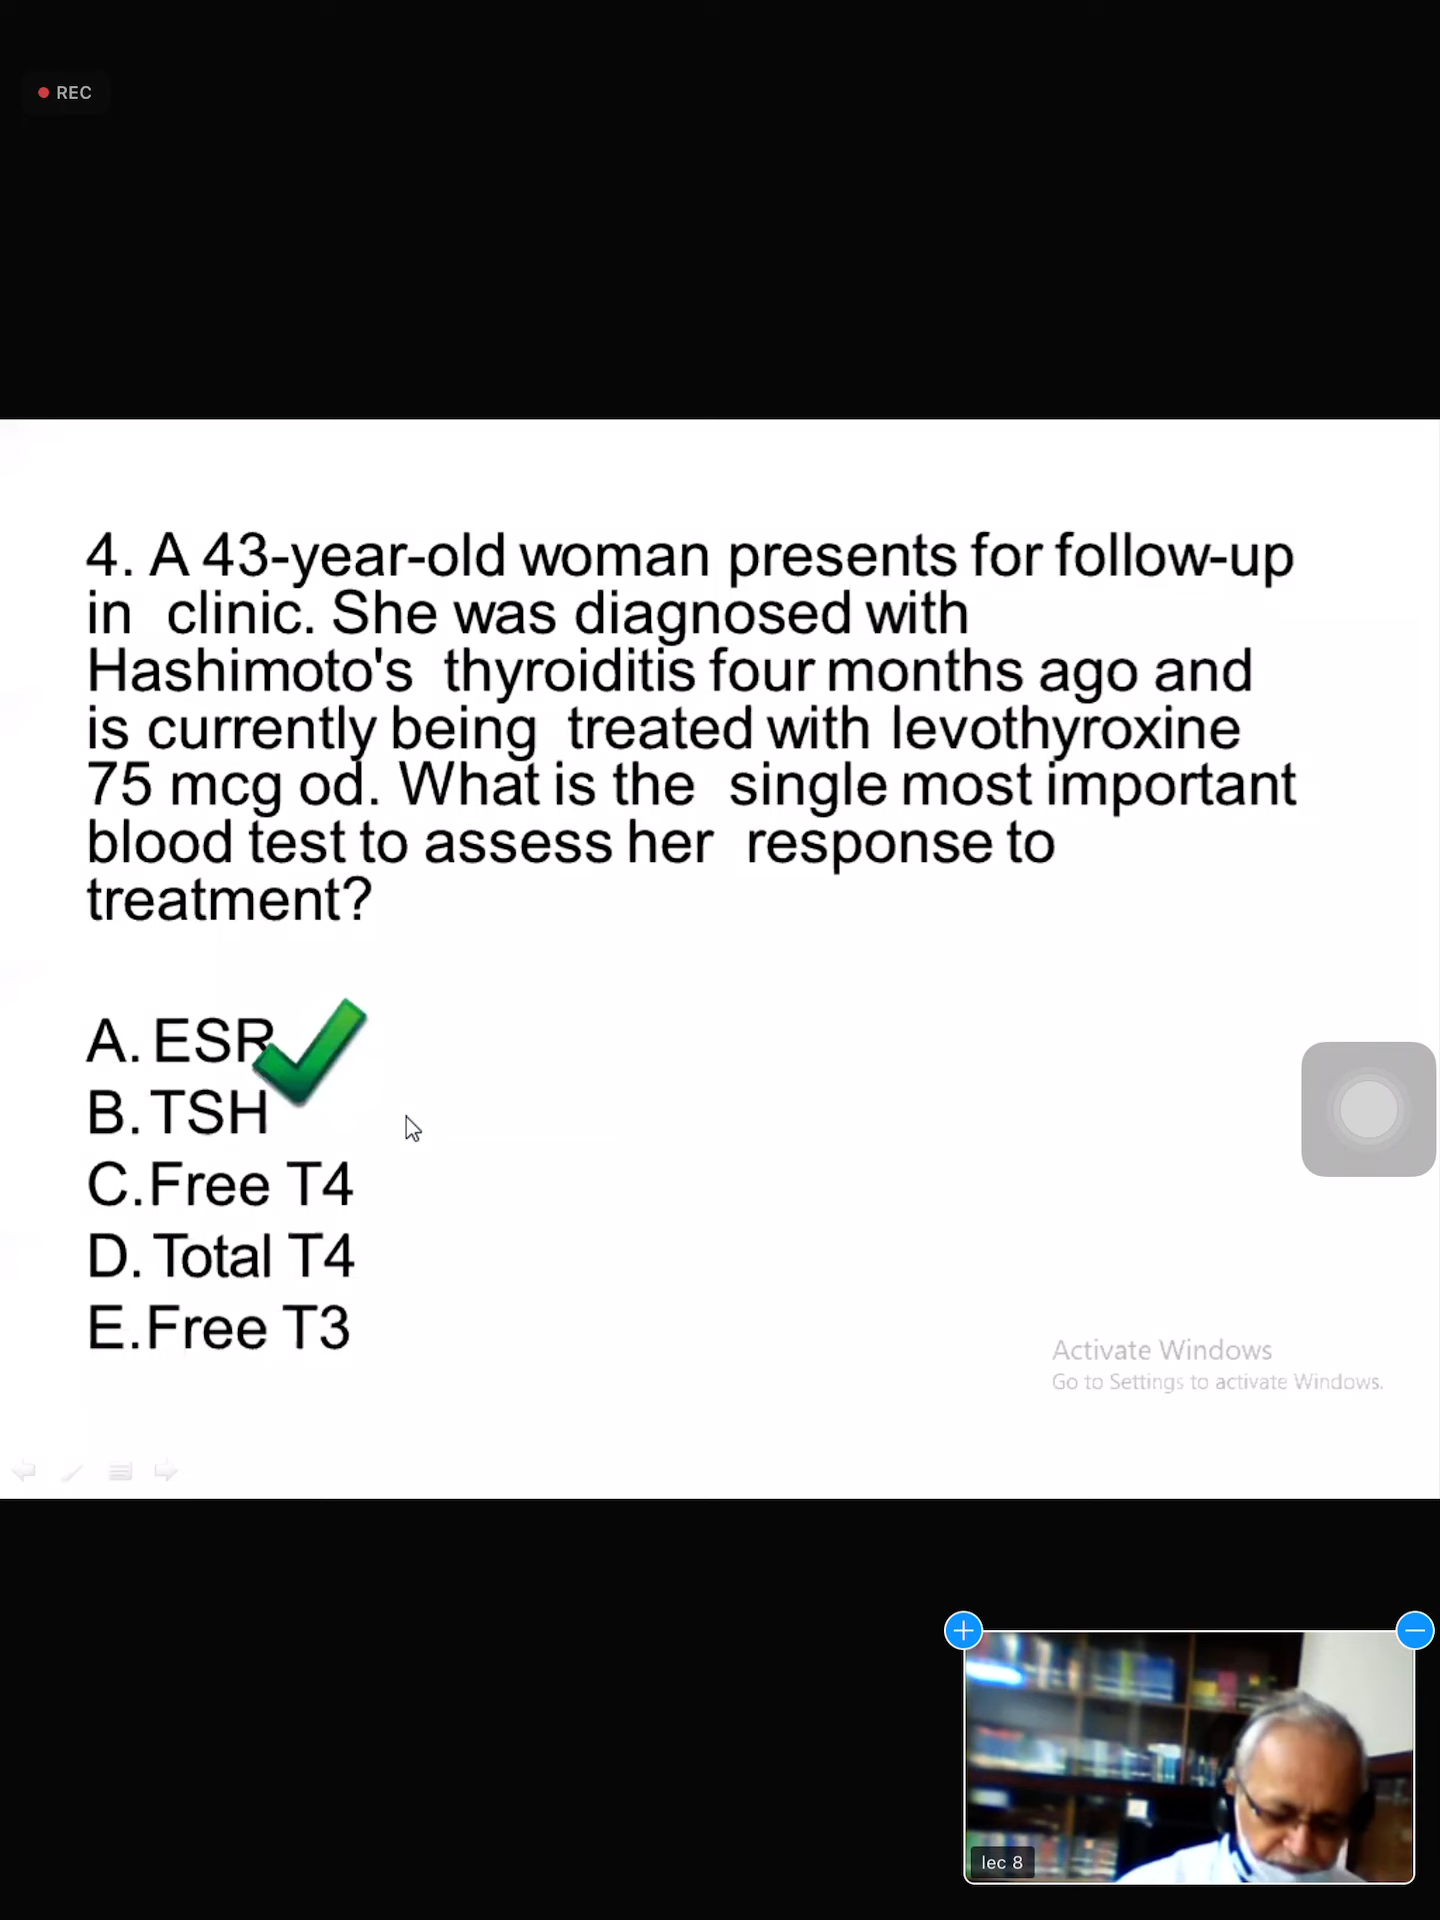 REC
4. A 43-year-old woman presents for follow-up
in clinic. She was diagnosed with
Hashimoto's thyroiditis four months ago and
is currently being treated with levothyroxine
75 mcg od. What is the single most important
blood test to assess her response to
treatment?
A. ESR
B. TSH
C. Free T4
D. Total T4
E. Free T3
Activate Windows
Go to Settings to activate Windows.
lec 8